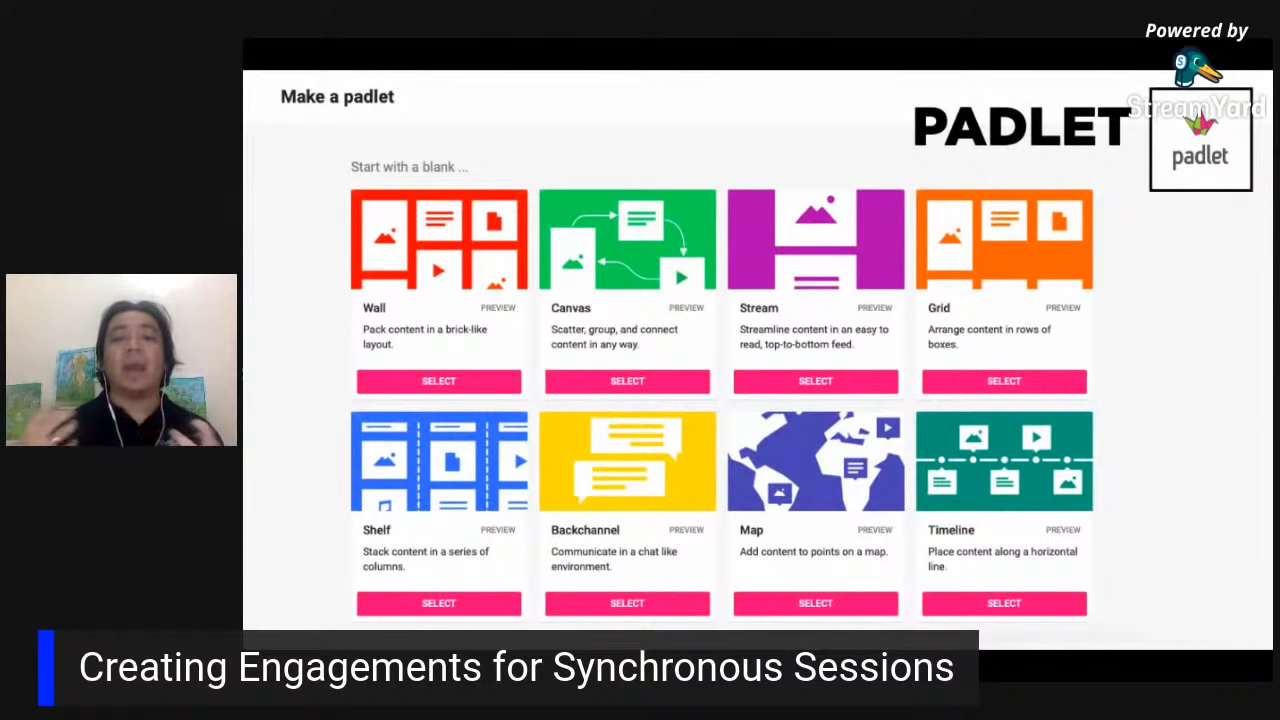 Powered by
StreamYard
Make a padlet
PADLET
padlet
Start with a blank ...
Wall PREVIEW
Pack content in a brick-like
layout.
SELECT
Canvas PREVIEW
Scatter, group, and connect
content in any way.
SELECT
Stream PREVIEW
Streamline content in an easy to
read, top-to-bottom feed.
SELECT
Grid PREVIEW
Arrange content in rows of
boxes.
SELECT
Shelf PREVIEW
Stack content in a series of
columns.
SELECT
Backchannel PREVIEW
Communicate in a chat like
environment.
SELECT
Map PREVIEW
Add content to points on a map.
SELECT
Timeline PREVIEW
Place content along a horizontal
line.
SELECT
Creating Engagements for Synchronous Sessions